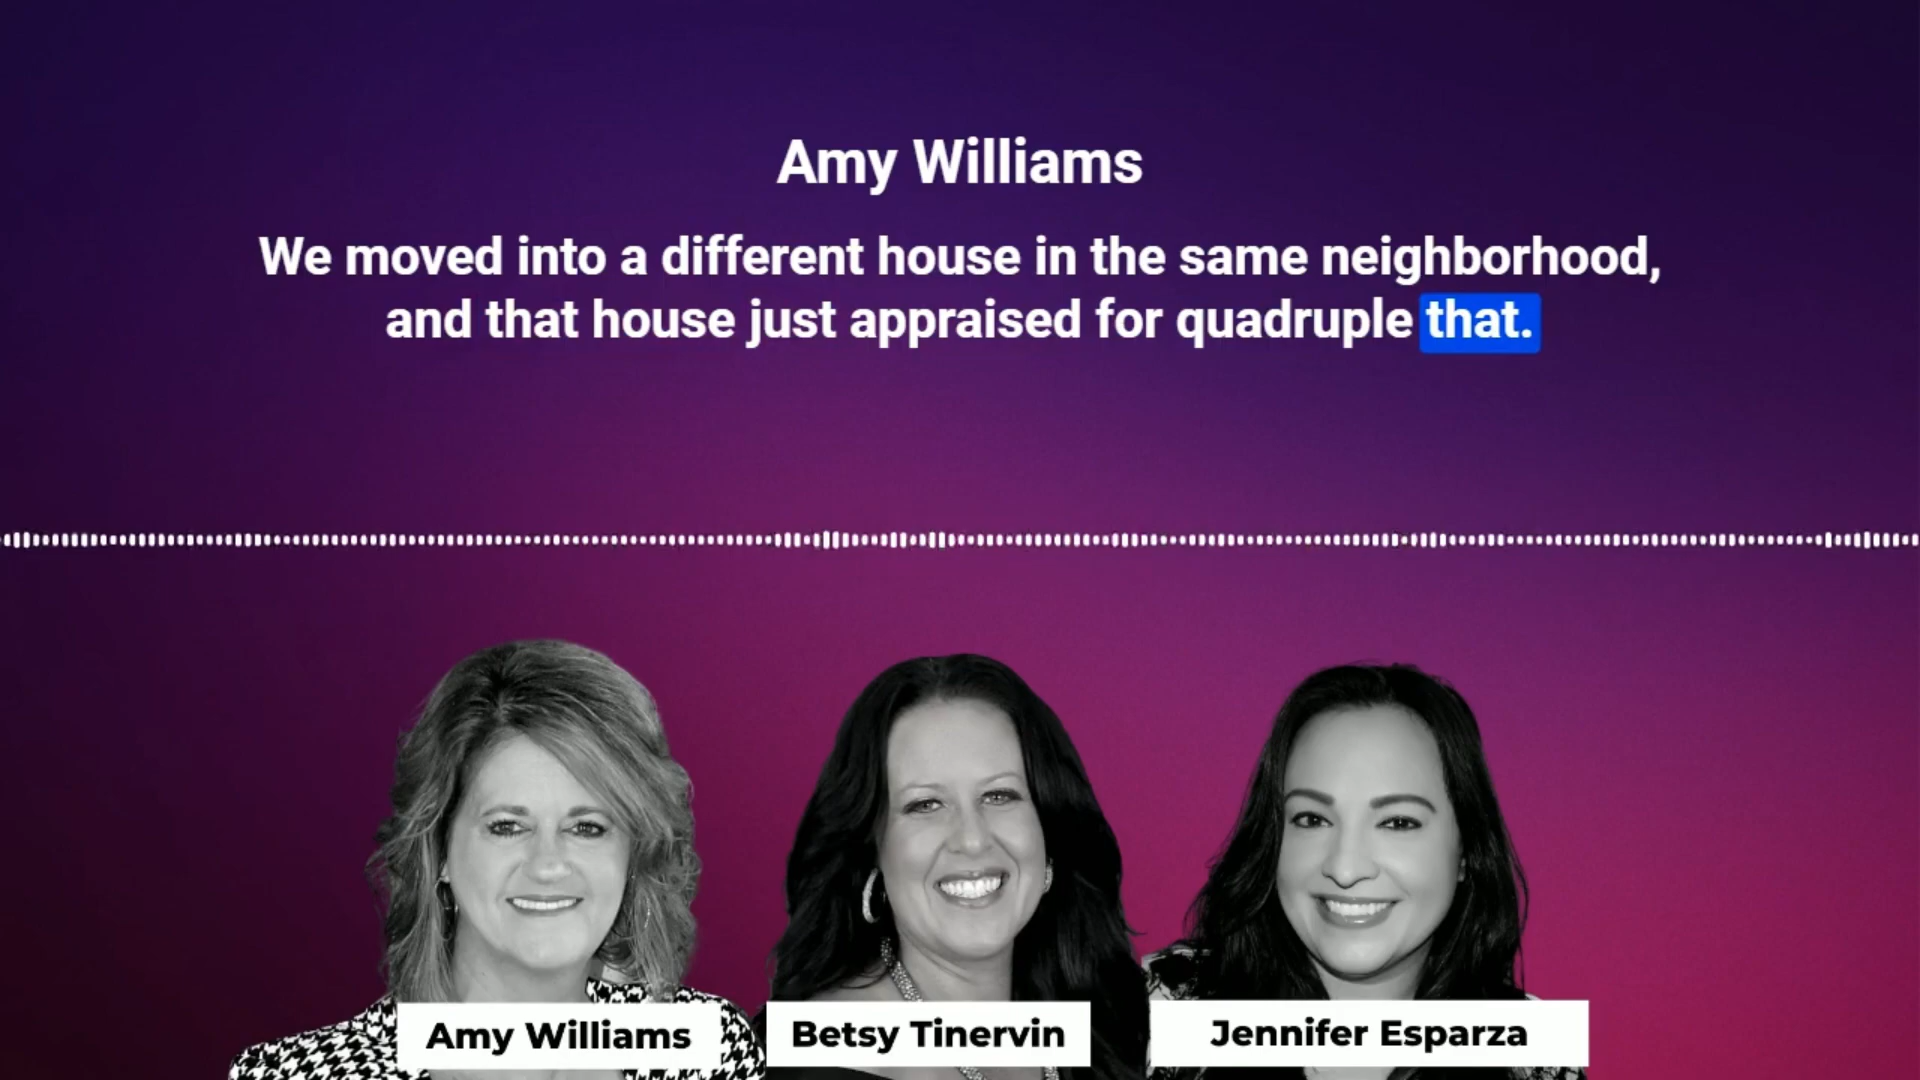 Amy Williams
We moved into a different house in the same neighborhood,
and that house just appraised for quadruple that.
Amy Williams
Betsy Tinervin
Jennifer Esparza